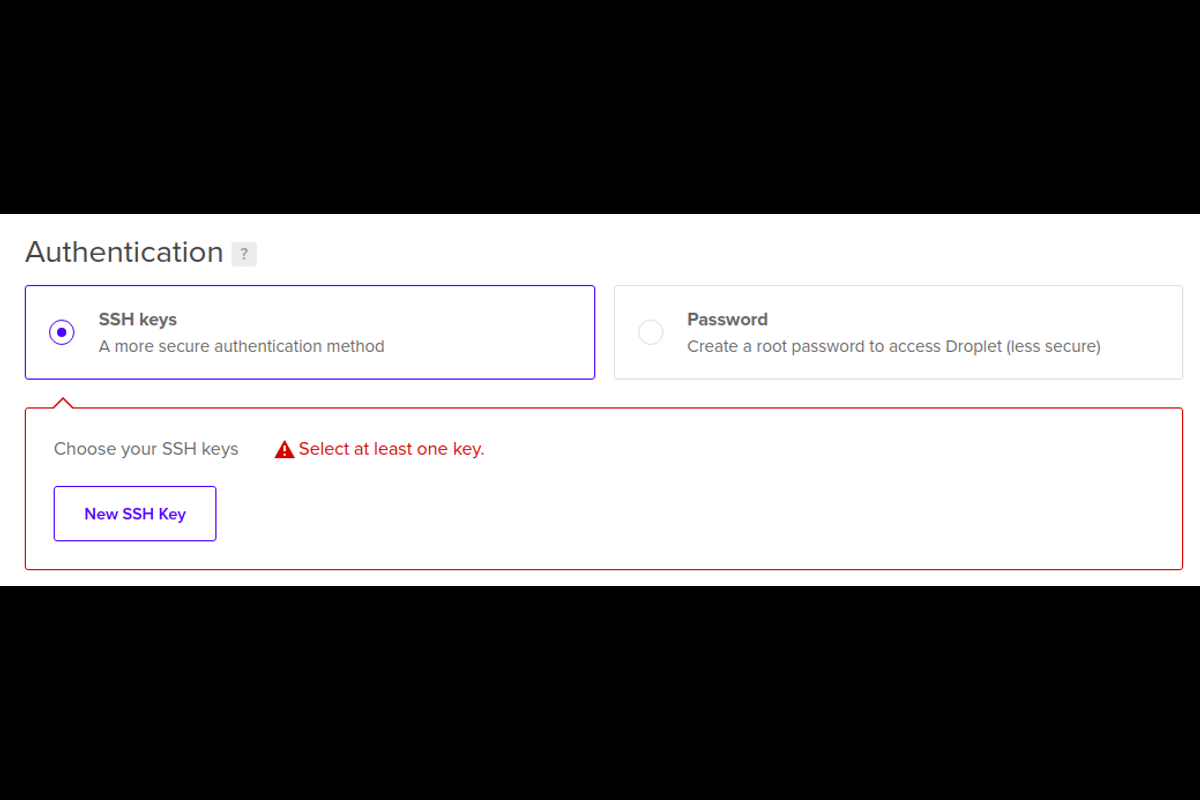 Authentication ?
SSH keys
A more secure authentication method
Password
Create a root password to access Droplet (less secure)
Choose your SSH keys
Select at least one key.
New SSH Key